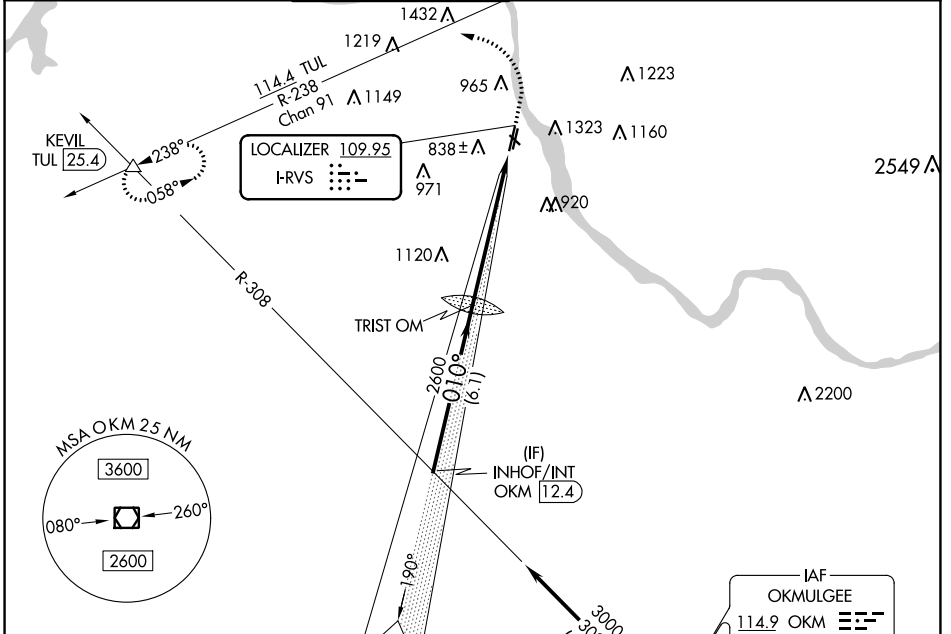 1432
1219
114.4 TUL
R-238
Chan 91
1149
965
1223
KEVIL
TUL 25.4
238°
058°
LOCALIZER 109.95
I-RVS
838±
1323
1160
971
2549
920
1120
R-308
TRIST OM
2600
010°
(6.1)
2200
MSA OKM 25 NM
3600
080°
260°
2600
(IF)
INHOF/INT
OKM 12.4
190°
3000
IAF
OKMULGEE
114.9 OKM